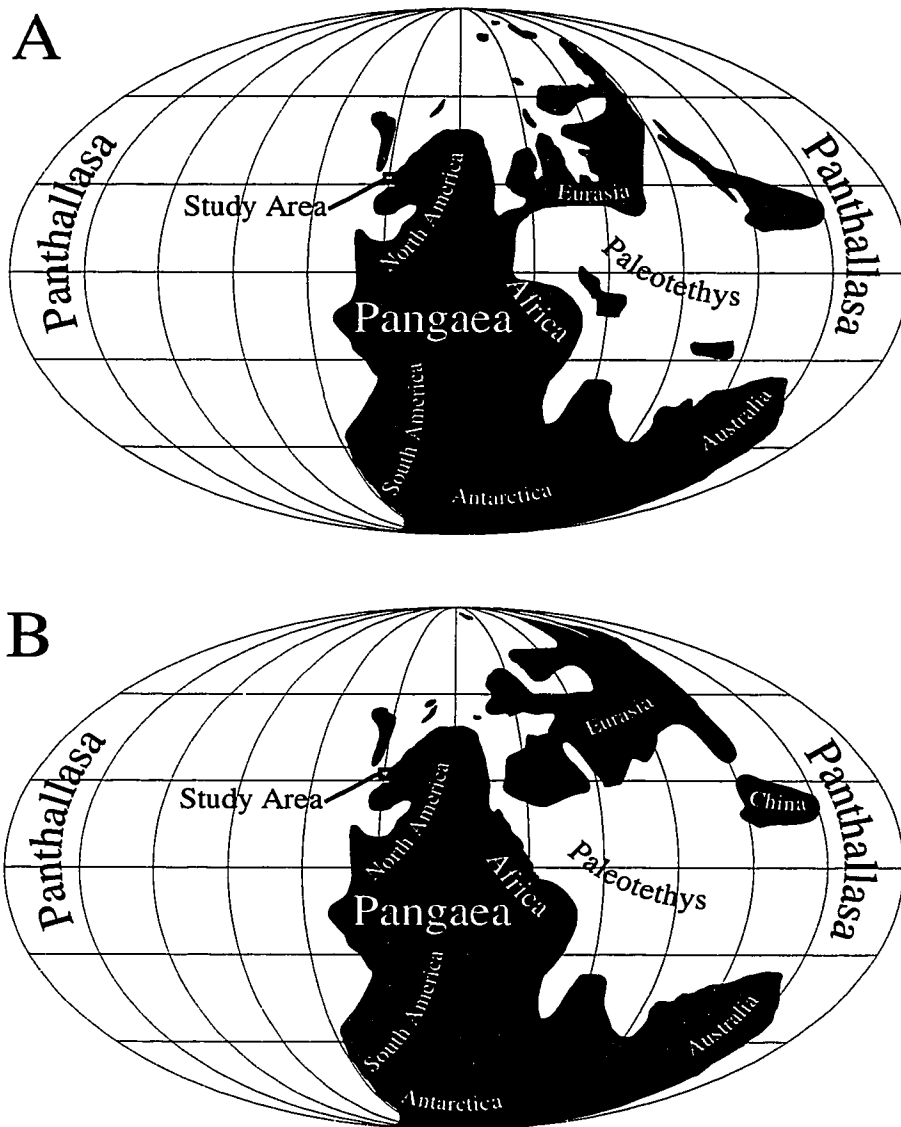 A
Panthallasa
Panthallasa
Study Area
North America
Eurasia
Paleotethys
Africa
Pangaea
South America
Australia
Antarctica
B
Panthallasa
Panthallasa
Eurasia
Study Area
China
North America
Paleotethys
Africa
Pangaea
South America
Australia
Antarctica